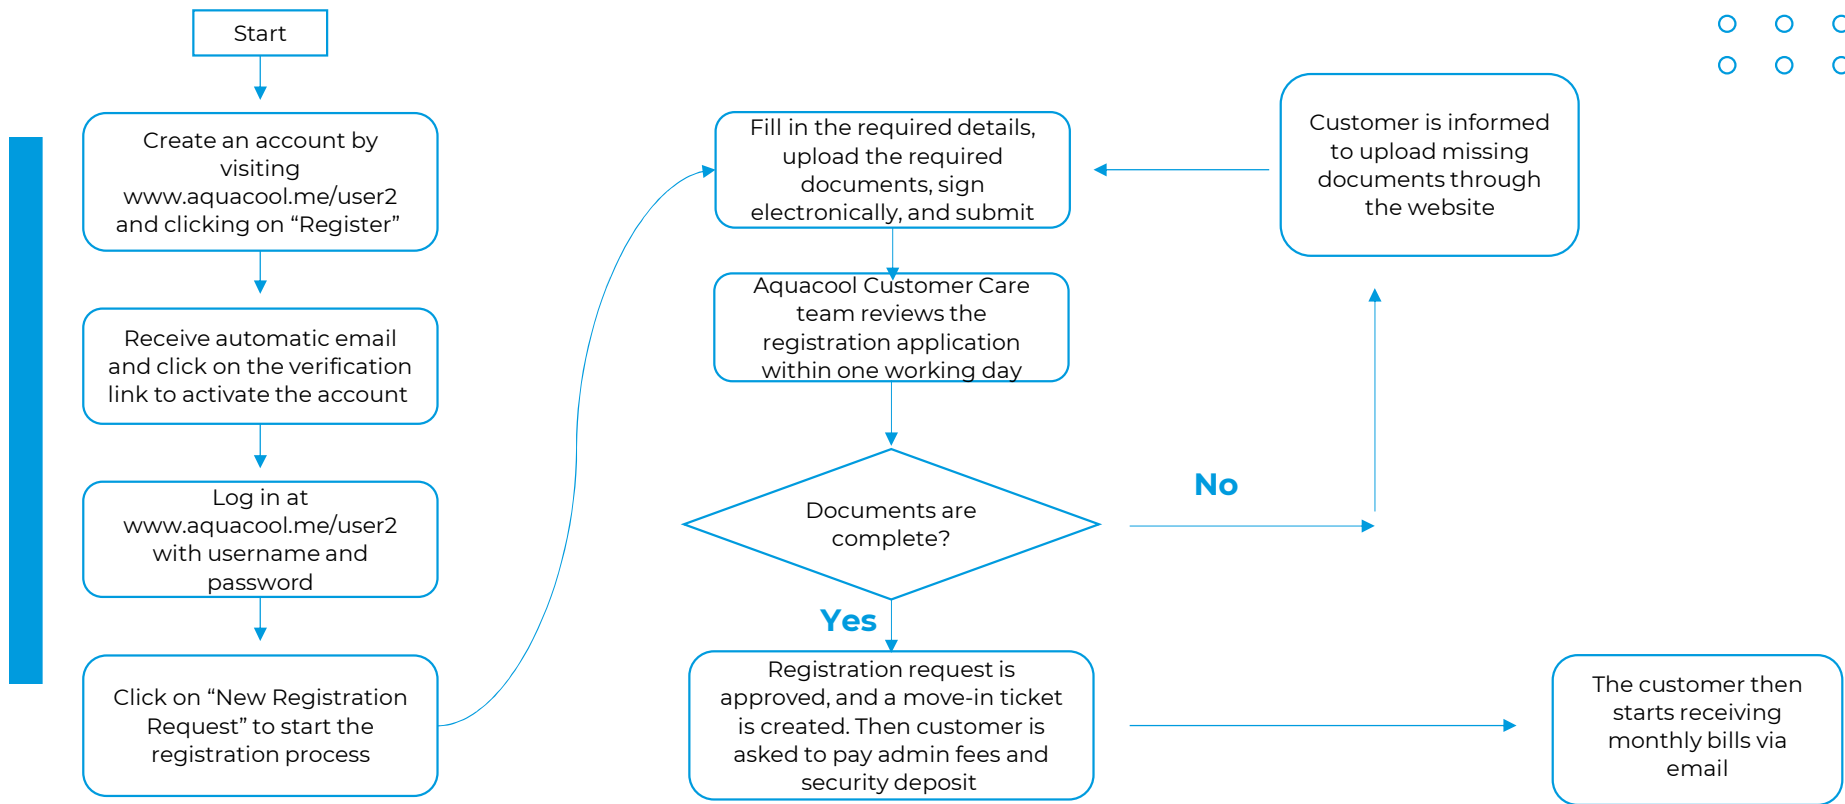 Start
Create an account by
visiting
www.aquacool.me/user2
and clicking on “Register”
Receive automatic email
and click on the verification
link to activate the account
Log in at
www.aquacool.me/user2
with username and
password
Click on “New Registration
Request” to start the
registration process
Fill in the required details,
upload the required
documents, sign
electronically, and submit
Aquacool Customer Care
team reviews the
registration application
within one working day
Documents are
complete?
No
Customer is informed
to upload missing
documents through
the website
Yes
Registration request is
approved, and a move-in ticket
is created. Then customer is
asked to pay admin fees and
security deposit
The customer then
starts receiving
monthly bills via
email